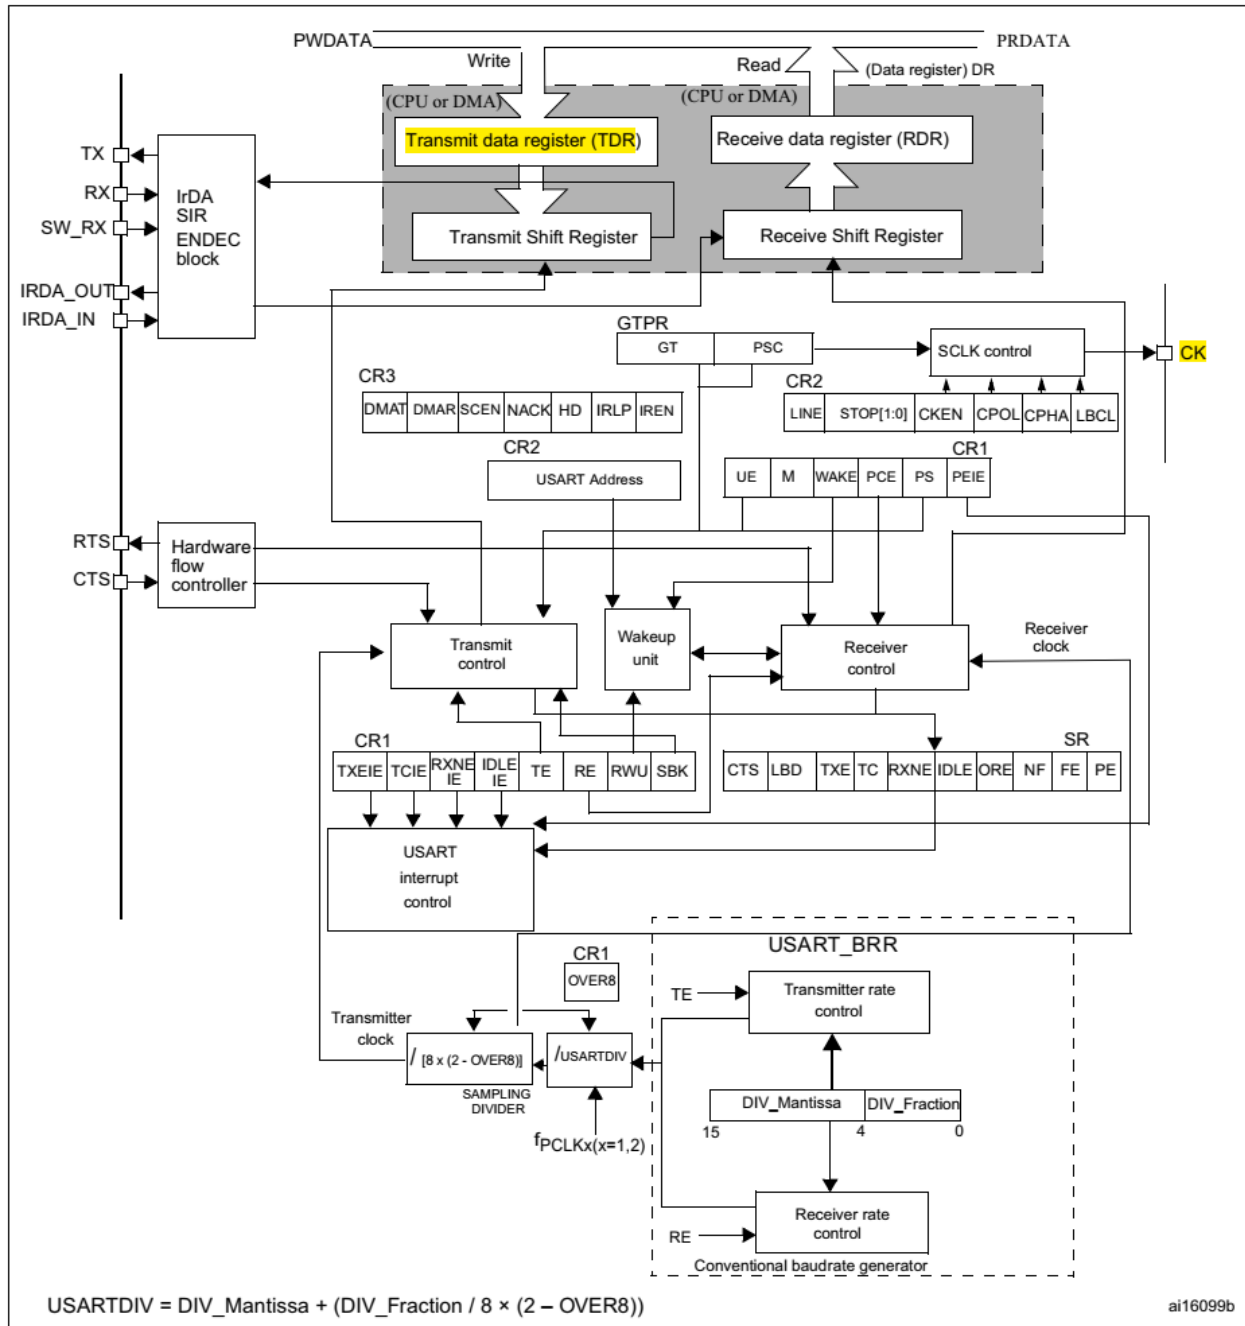 PWDATA
PRDATA
Write
Read
(Data register) DR
(CPU or DMA)
(CPU or DMA)
Transmit data register (TDR)
Receive data register (RDR)
TX
RX
SW_RX
IRDA_OUT
IRDA_IN
IrDA
SIR
ENDEC
block
Transmit Shift Register
Receive Shift Register
GTPR
GT
PSC
SCLK control
CK
CR3
DMAT DMAR SCEN NACK HD IRLP IREN
CR2
LINE STOP[1:0] CKEN CPOL CPHA LBCL
CR2
USART Address
CR1
UE M WAKE PCE PS PEIE
RTS
CTS
Hardware
flow
controller
Transmit
control
Wakeup
unit
Receiver
control
Receiver
clock
CR1
TXEIE TCIE RXNE IE IDLE IE TE RE RWU SBK
SR
CTS LBD TXE TC RXNE IDLE ORE NF FE PE
USART
interrupt
control
USART_BRR
CR1
OVER8
TE
Transmitter rate
control
Transmitter
clock
/ [8 x (2 - OVER8)]
/USARTDIV
SAMPLING
DIVIDER
DIV_Mantissa DIV_Fraction
15 4 0
fPCLKx(x=1,2)
RE
Receiver rate
control
Conventional baudrate generator
USARTDIV = DIV_Mantissa + (DIV_Fraction / 8 × (2 – OVER8))
ai16099b